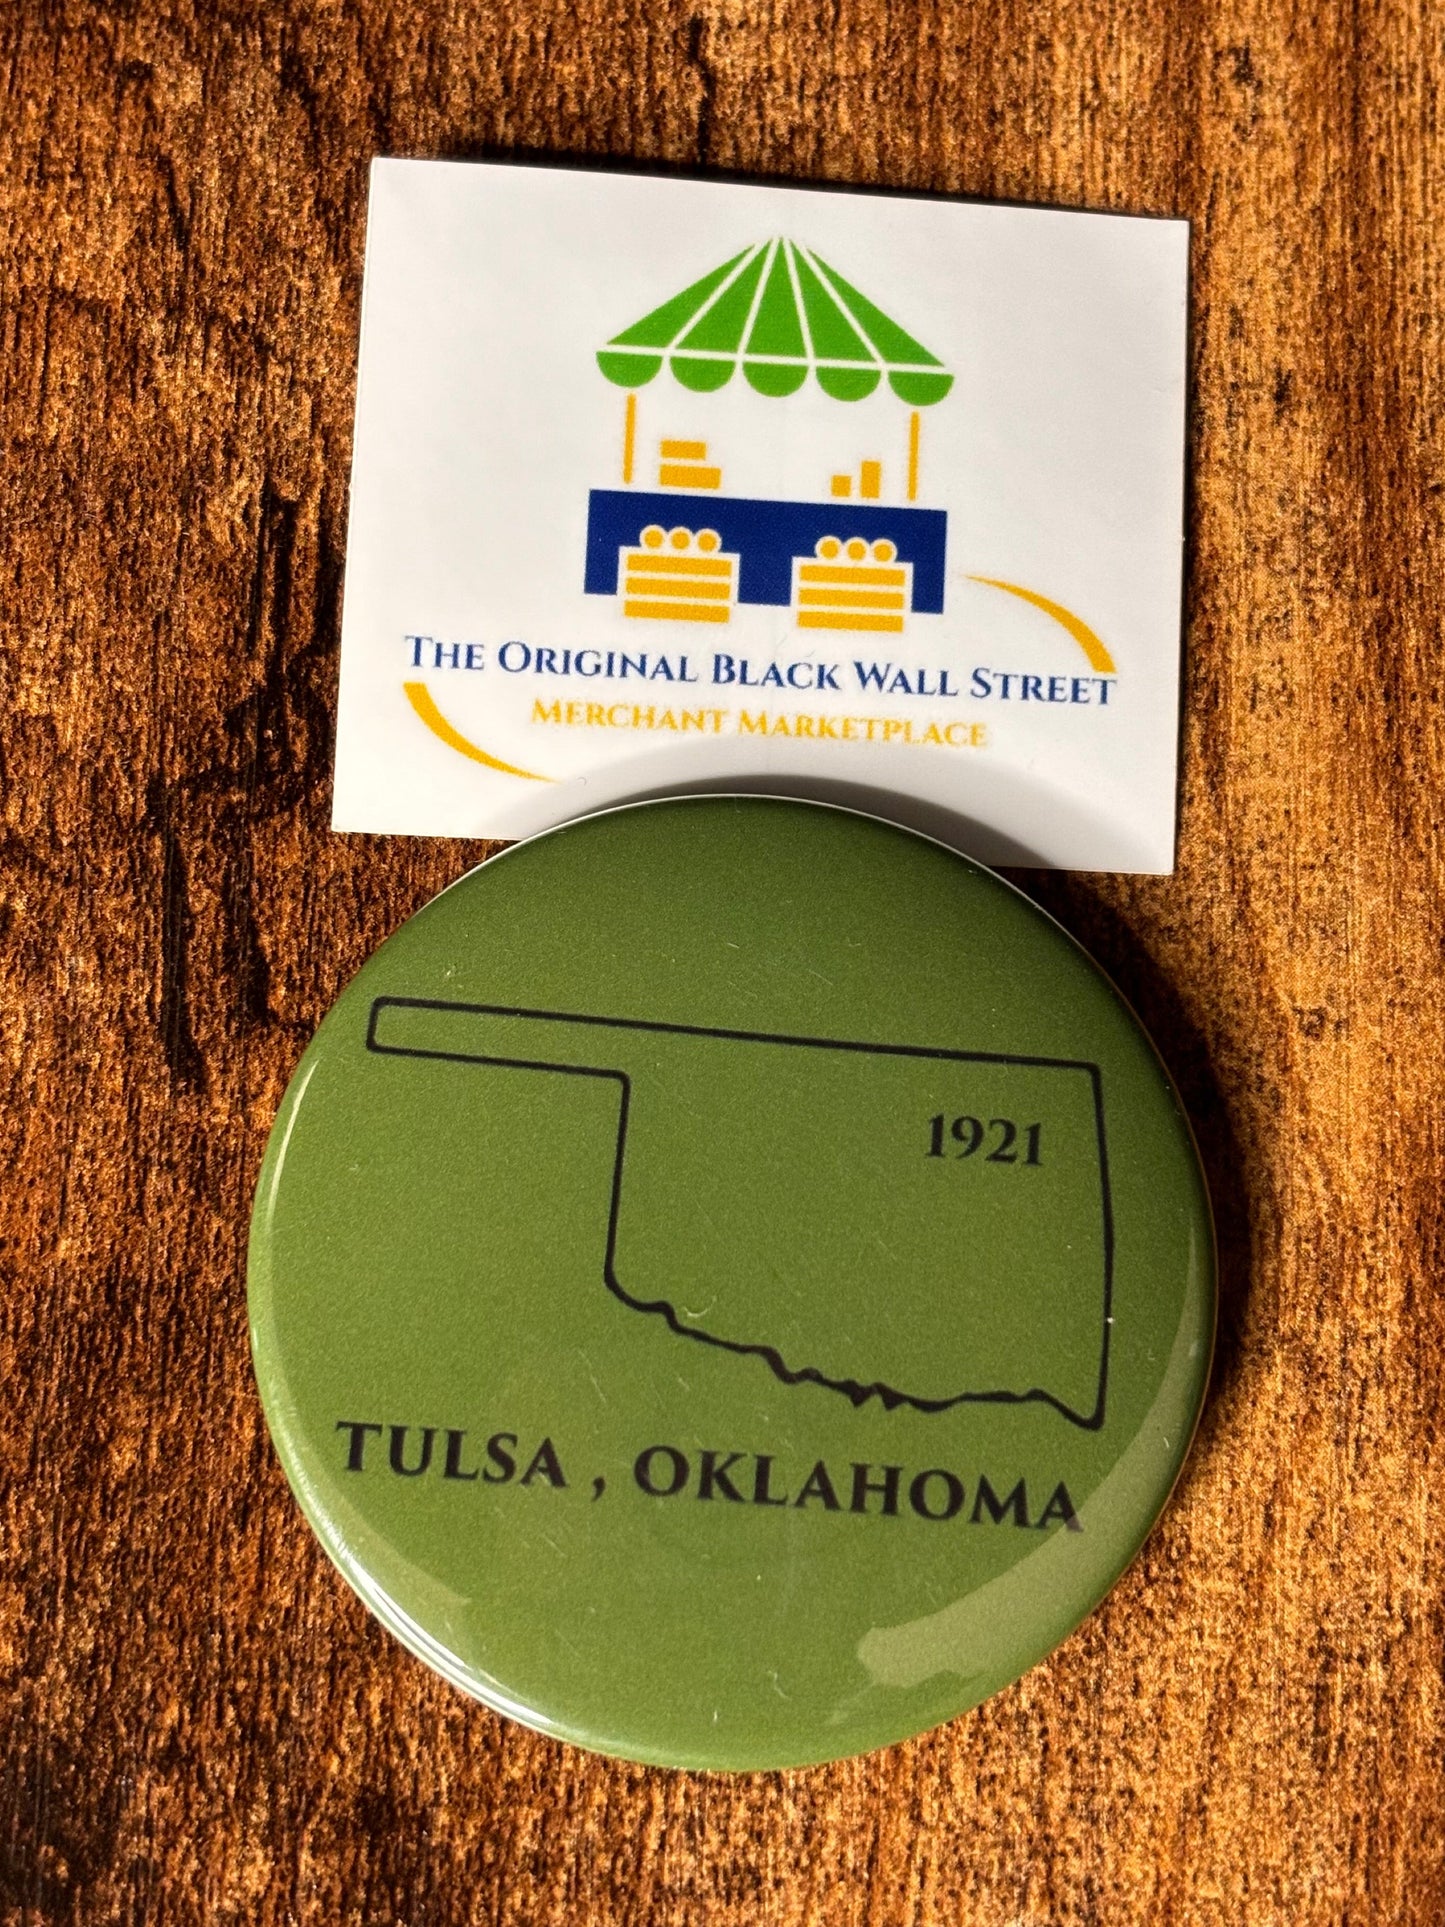 THE ORIGINAL BLACK WALL STREET
MERCHANT MARKETPLACE
1921
TULSA , OKLAHOMA